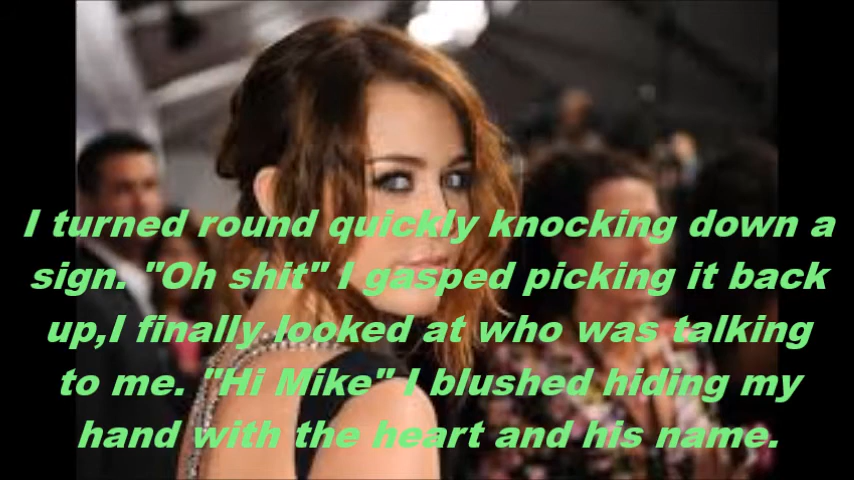 I turned round quickly knocking down a
sign. "Oh shit" I gasped picking it back
up,I finally looked at who was talking
to me. "Hi Mike" I blushed hiding my
hand with the heart and his name.